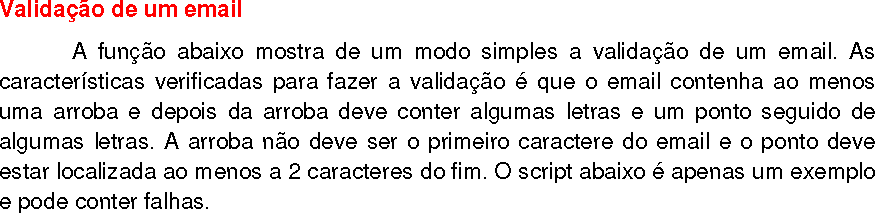 Validação de um email
A função abaixo mostra de um modo simples a validação de um email. As
características verificadas para fazer a validação é que o email contenha ao menos
uma arroba e depois da arroba deve conter algumas letras e um ponto seguido de
algumas letras. A arroba não deve ser o primeiro caractere do email e o ponto deve
estar localizada ao menos a 2 caracteres do fim. O script abaixo é apenas um exemplo
e pode conter falhas.